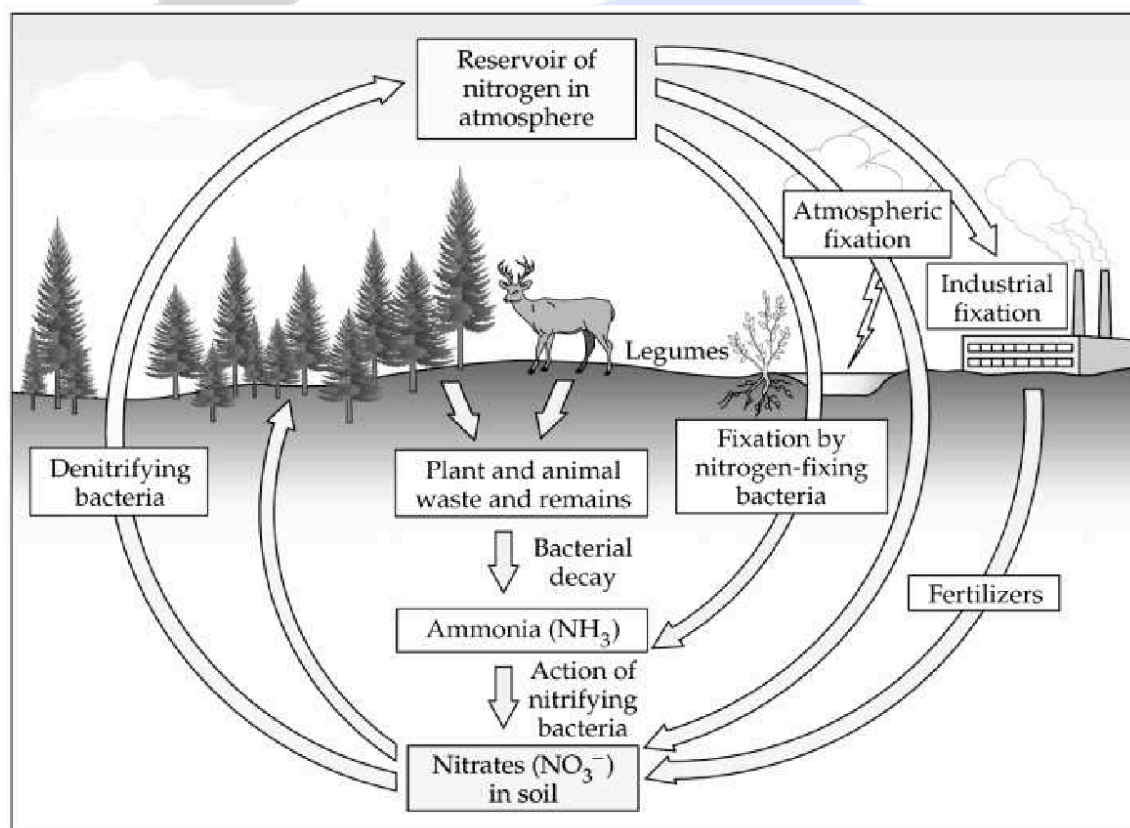 Reservoir of
nitrogen in
atmosphere
Atmospheric
fixation
Industrial
fixation
Legumes
Denitrifying
bacteria
Plant and animal
waste and remains
Fixation by
nitrogen-fixing
bacteria
Bacterial
decay
Fertilizers
Ammonia (NH₃)
Action of
nitrifying
bacteria
Nitrates (NO₃⁻)
in soil